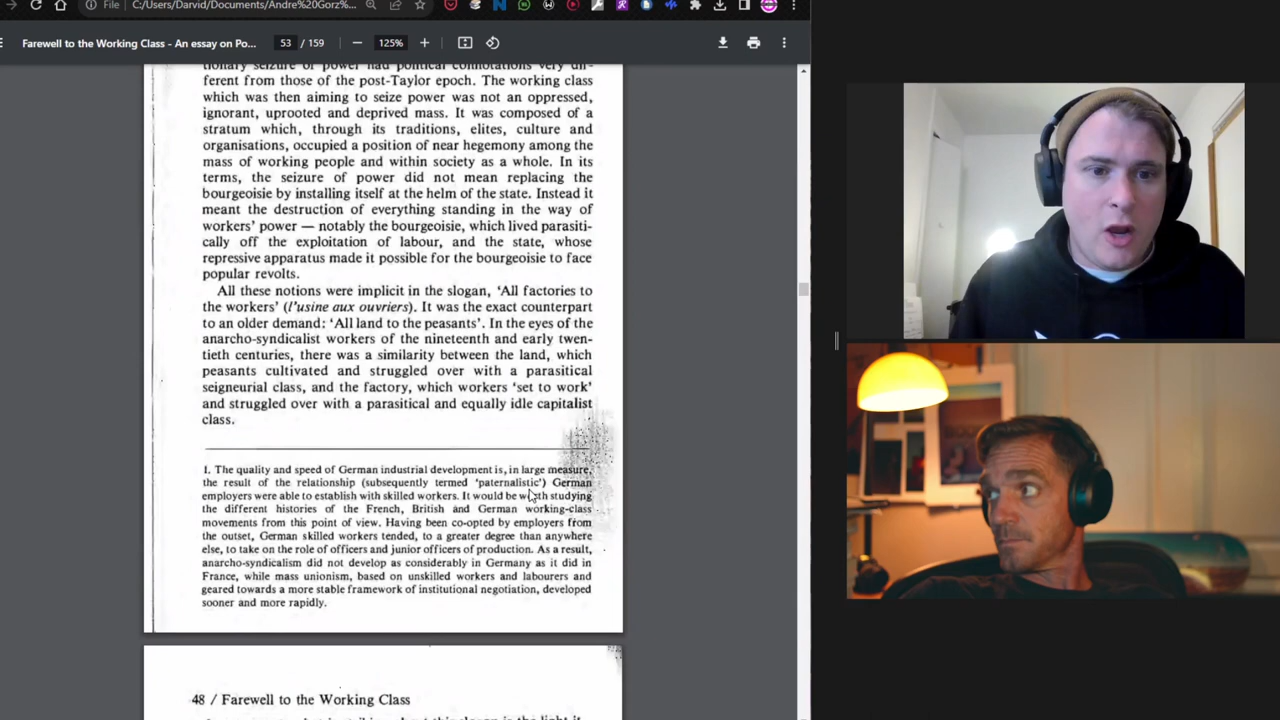 File
C:/Users/Darvid/Documents/Andre%20Gorz%...
Farewell to the Working Class - An essay on Po...
53 / 159
125%
tionary seizure of power had political connotations very dif-
ferent from those of the post-Taylor epoch. The working class
which was then aiming to seize power was not an oppressed,
ignorant, uprooted and deprived mass. It was composed of a
stratum which, through its traditions, elites, culture and
organisations, occupied a position of near hegemony among the
mass of working people and within society as a whole. In its
terms, the seizure of power did not mean replacing the
bourgeoisie by installing itself at the helm of the state. Instead it
meant the destruction of everything standing in the way of
workers' power — notably the bourgeoisie, which lived parasiti-
cally off the exploitation of labour, and the state, whose
repressive apparatus made it possible for the bourgeoisie to face
popular revolts.
All these notions were implicit in the slogan, 'All factories to
the workers' (l'usine aux ouvriers). It was the exact counterpart
to an older demand: 'All land to the peasants'. In the eyes of the
anarcho-syndicalist workers of the nineteenth and early twen-
tieth centuries, there was a similarity between the land, which
peasants cultivated and struggled over with a parasitical
seigneurial class, and the factory, which workers 'set to work'
and struggled over with a parasitical and equally idle capitalist
class.
1. The quality and speed of German industrial development is, in large measure,
the result of the relationship (subsequently termed 'paternalistic') German
employers were able to establish with skilled workers. It would be worth studying
the different histories of the French, British and German working-class
movements from this point of view. Having been co-opted by employers from
the outset, German skilled workers tended, to a greater degree than anywhere
else, to take on the role of officers and junior officers of production. As a result,
anarcho-syndicalism did not develop as considerably in Germany as it did in
France, while mass unionism, based on unskilled workers and labourers and
geared towards a more stable framework of institutional negotiation, developed
sooner and more rapidly.
48 / Farewell to the Working Class